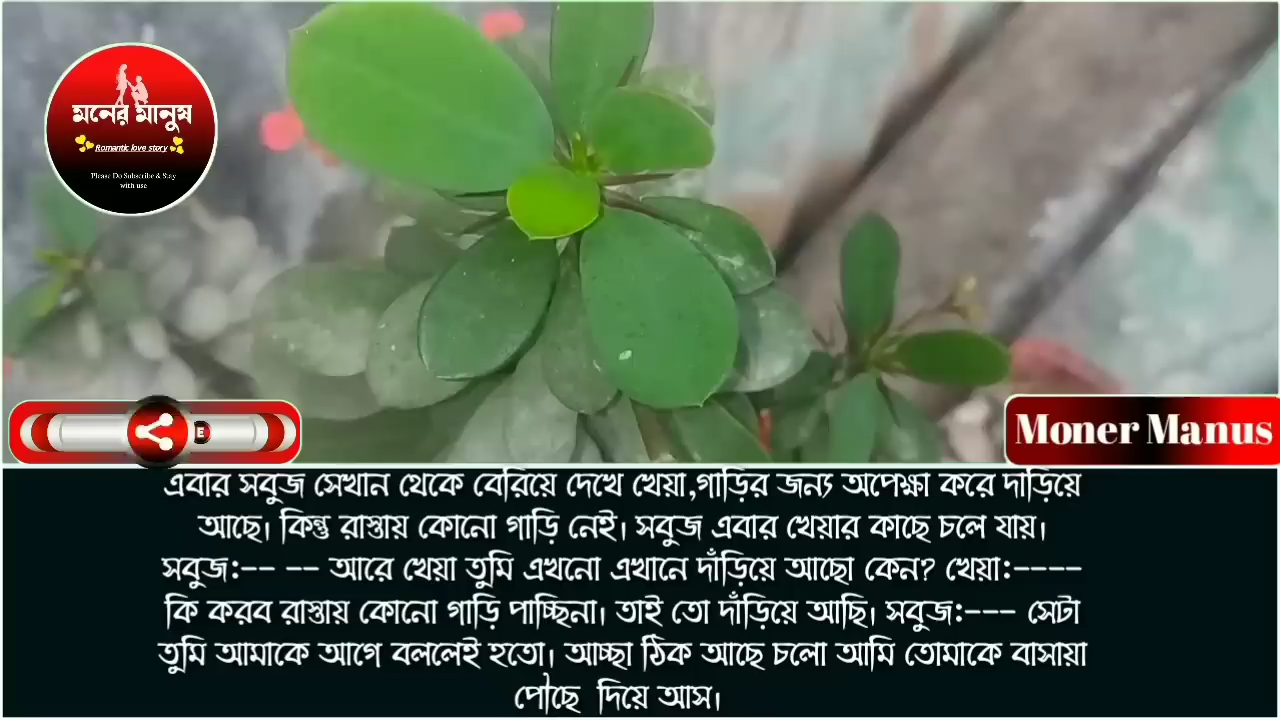 মনের মানুষ
Romantic love story
Please Do Subscribe & Stay
with use
E
Moner Manus
এবার সবুজ সেখান থেকে বেরিয়ে দেখে খেয়া,গাড়ির জন্য অপেক্ষা করে দাড়িয়ে
আছে। কিন্তু রাস্তায় কোনো গাড়ি নেই। সবুজ এবার খেয়ার কাছে চলে যায়।
সবুজ:-- -- আরে খেয়া তুমি এখনো এখানে দাঁড়িয়ে আছো কেন? খেয়া:----
কি করব রাস্তায় কোনো গাড়ি পাচ্ছিনা। তাই তো দাঁড়িয়ে আছি। সবুজ:--- সেটা
তুমি আমাকে আগে বললেই হতো। আচ্ছা ঠিক আছে চলো আমি তোমাকে বাসায়া
পৌছে  দিয়ে আস।